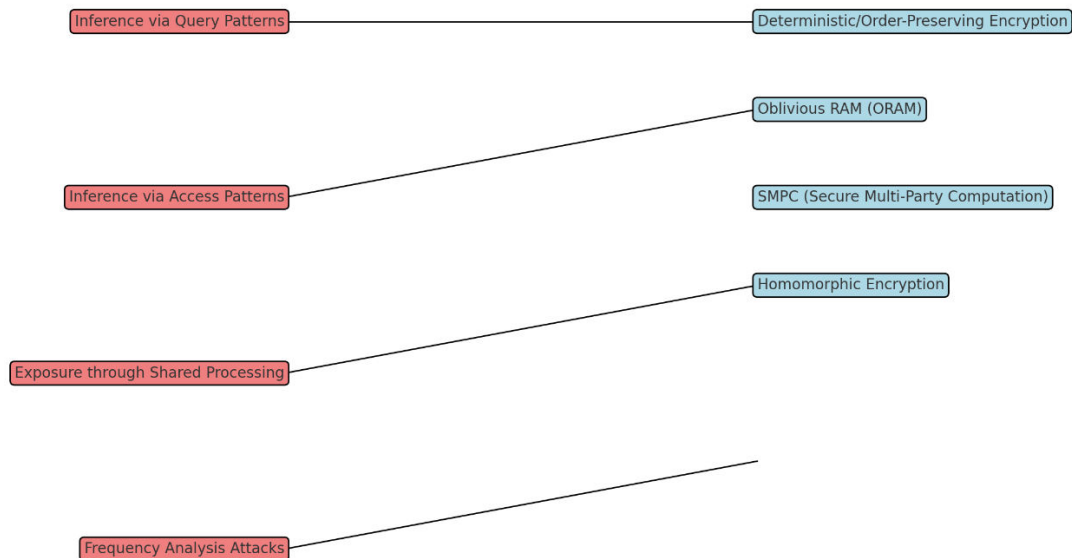 Inference via Query Patterns
Deterministic/Order-Preserving Encryption
Oblivious RAM (ORAM)
Inference via Access Patterns
SMPC (Secure Multi-Party Computation)
Homomorphic Encryption
Exposure through Shared Processing
Frequency Analysis Attacks